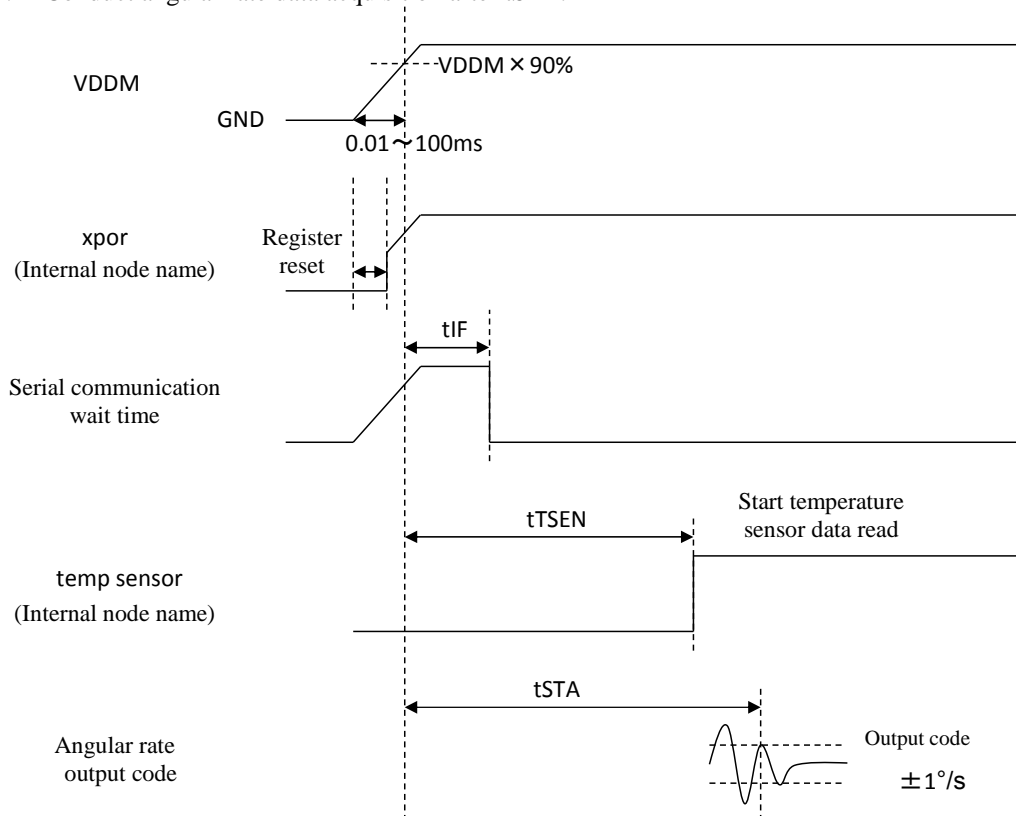 VDDM × 90%
VDDM
GND
0.01～100ms
xpor
(Internal node name)
Register
reset
tIF
Serial communication
wait time
Start temperature
sensor data read
tTSEN
temp sensor
(Internal node name)
tSTA
Angular rate
output code
Output code
±1°/s